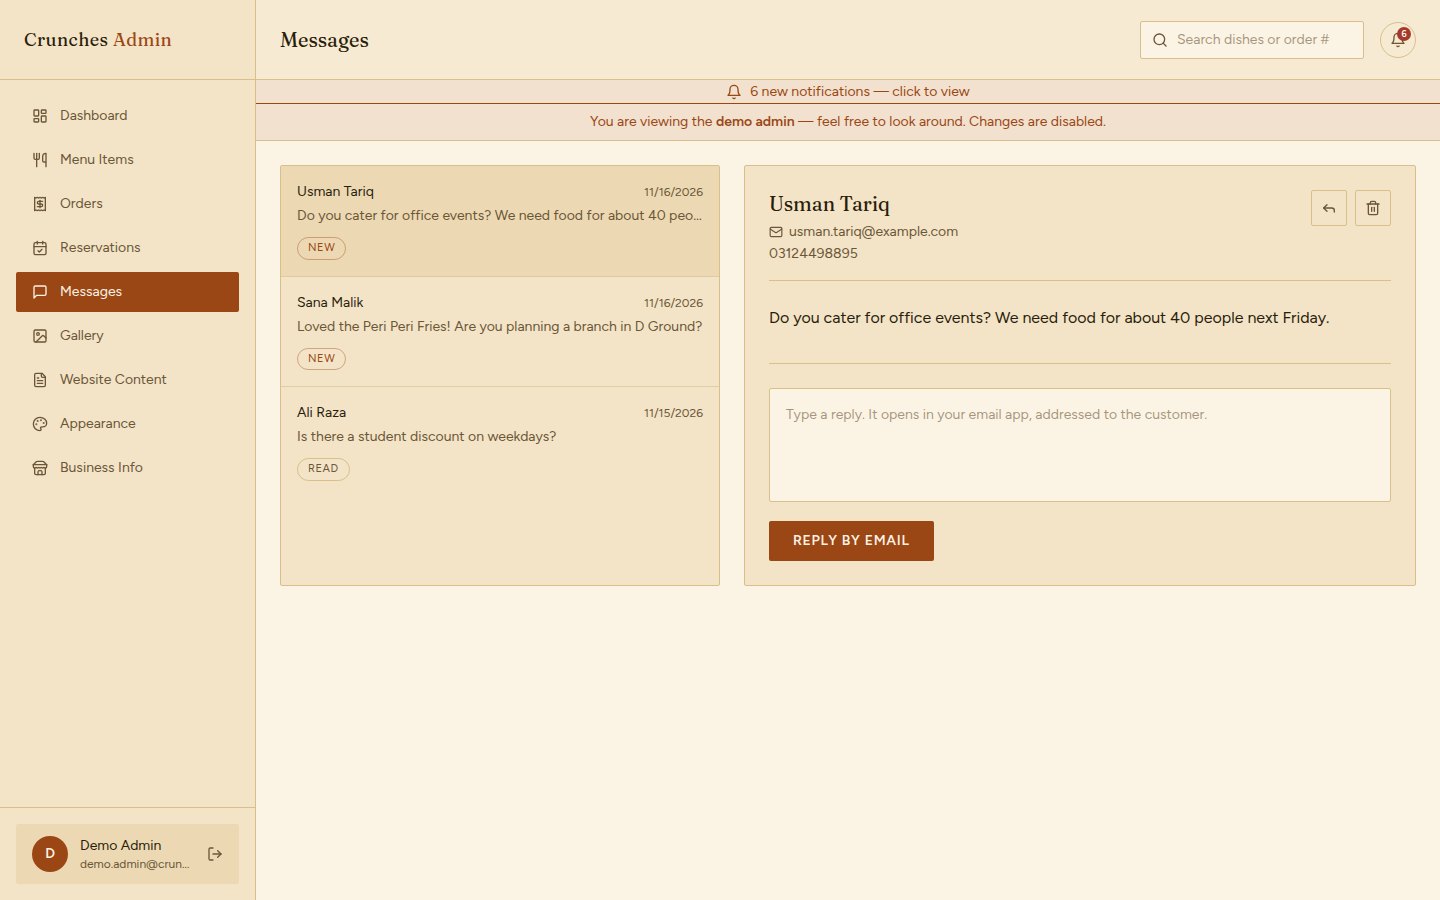 Crunches Admin
Dashboard
Menu Items
Orders
Reservations
Messages
Gallery
Website Content
Appearance
Business Info
D
Demo Admin
demo.admin@crun...
Messages
Search dishes or order #
6
6 new notifications — click to view
You are viewing the demo admin — feel free to look around. Changes are disabled.
Usman Tariq
11/16/2026
Do you cater for office events? We need food for about 40 peo...
NEW
Sana Malik
11/16/2026
Loved the Peri Peri Fries! Are you planning a branch in D Ground?
NEW
Ali Raza
11/15/2026
Is there a student discount on weekdays?
READ
Usman Tariq
usman.tariq@example.com
03124498895
Do you cater for office events? We need food for about 40 people next Friday.
Type a reply. It opens in your email app, addressed to the customer.
REPLY BY EMAIL